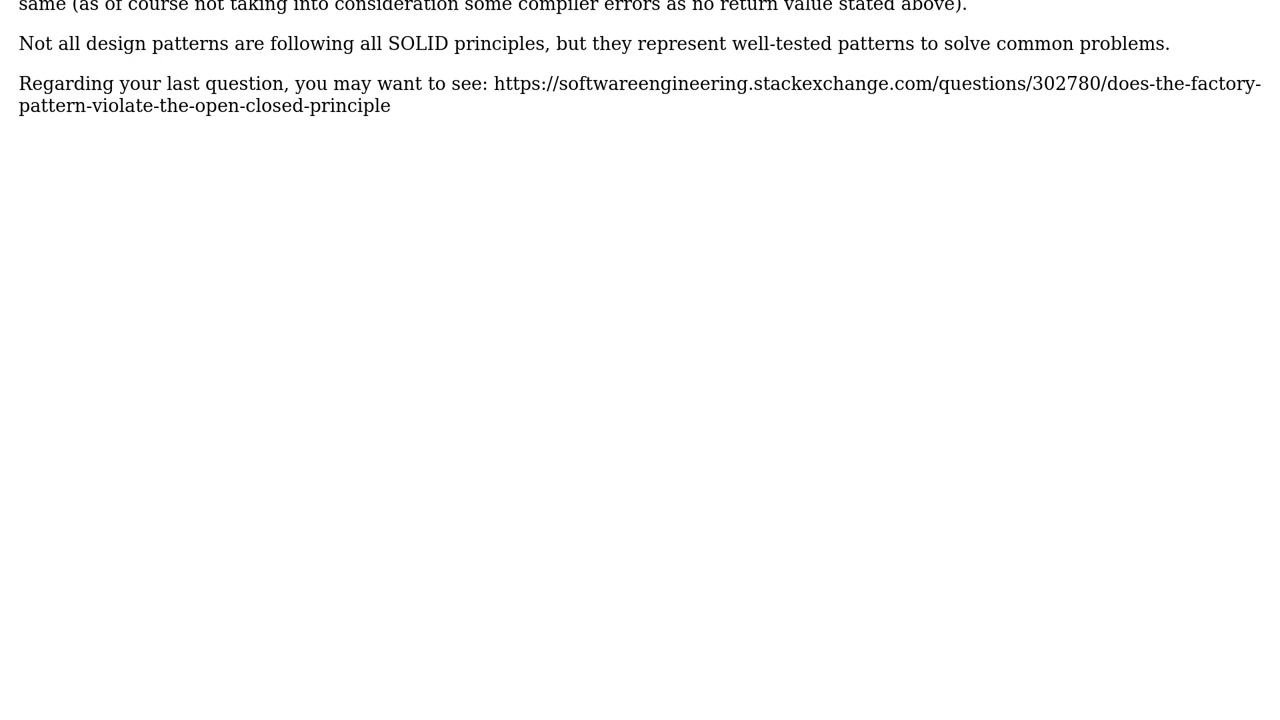 same (as of course not taking into consideration some compiler errors as no return value stated above).
Not all design patterns are following all SOLID principles, but they represent well-tested patterns to solve common problems.
Regarding your last question, you may want to see: https://softwareengineering.stackexchange.com/questions/302780/does-the-factory-
pattern-violate-the-open-closed-principle